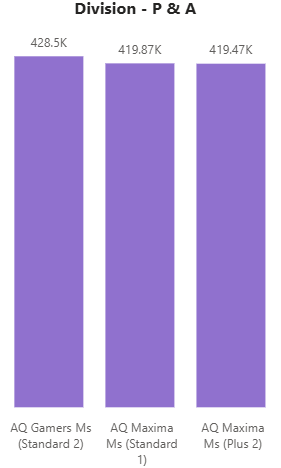 Division - P & A
428.5K
419.87K
419.47K
AQ Gamers Ms
(Standard 2)
AQ Maxima
Ms (Standard
1)
AQ Maxima
Ms (Plus 2)